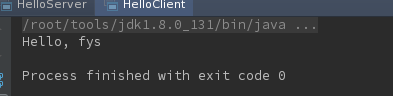 HelloServer HelloClient
/root/tools/jdk1.8.0_131/bin/java ...
Hello, fys
Process finished with exit code 0